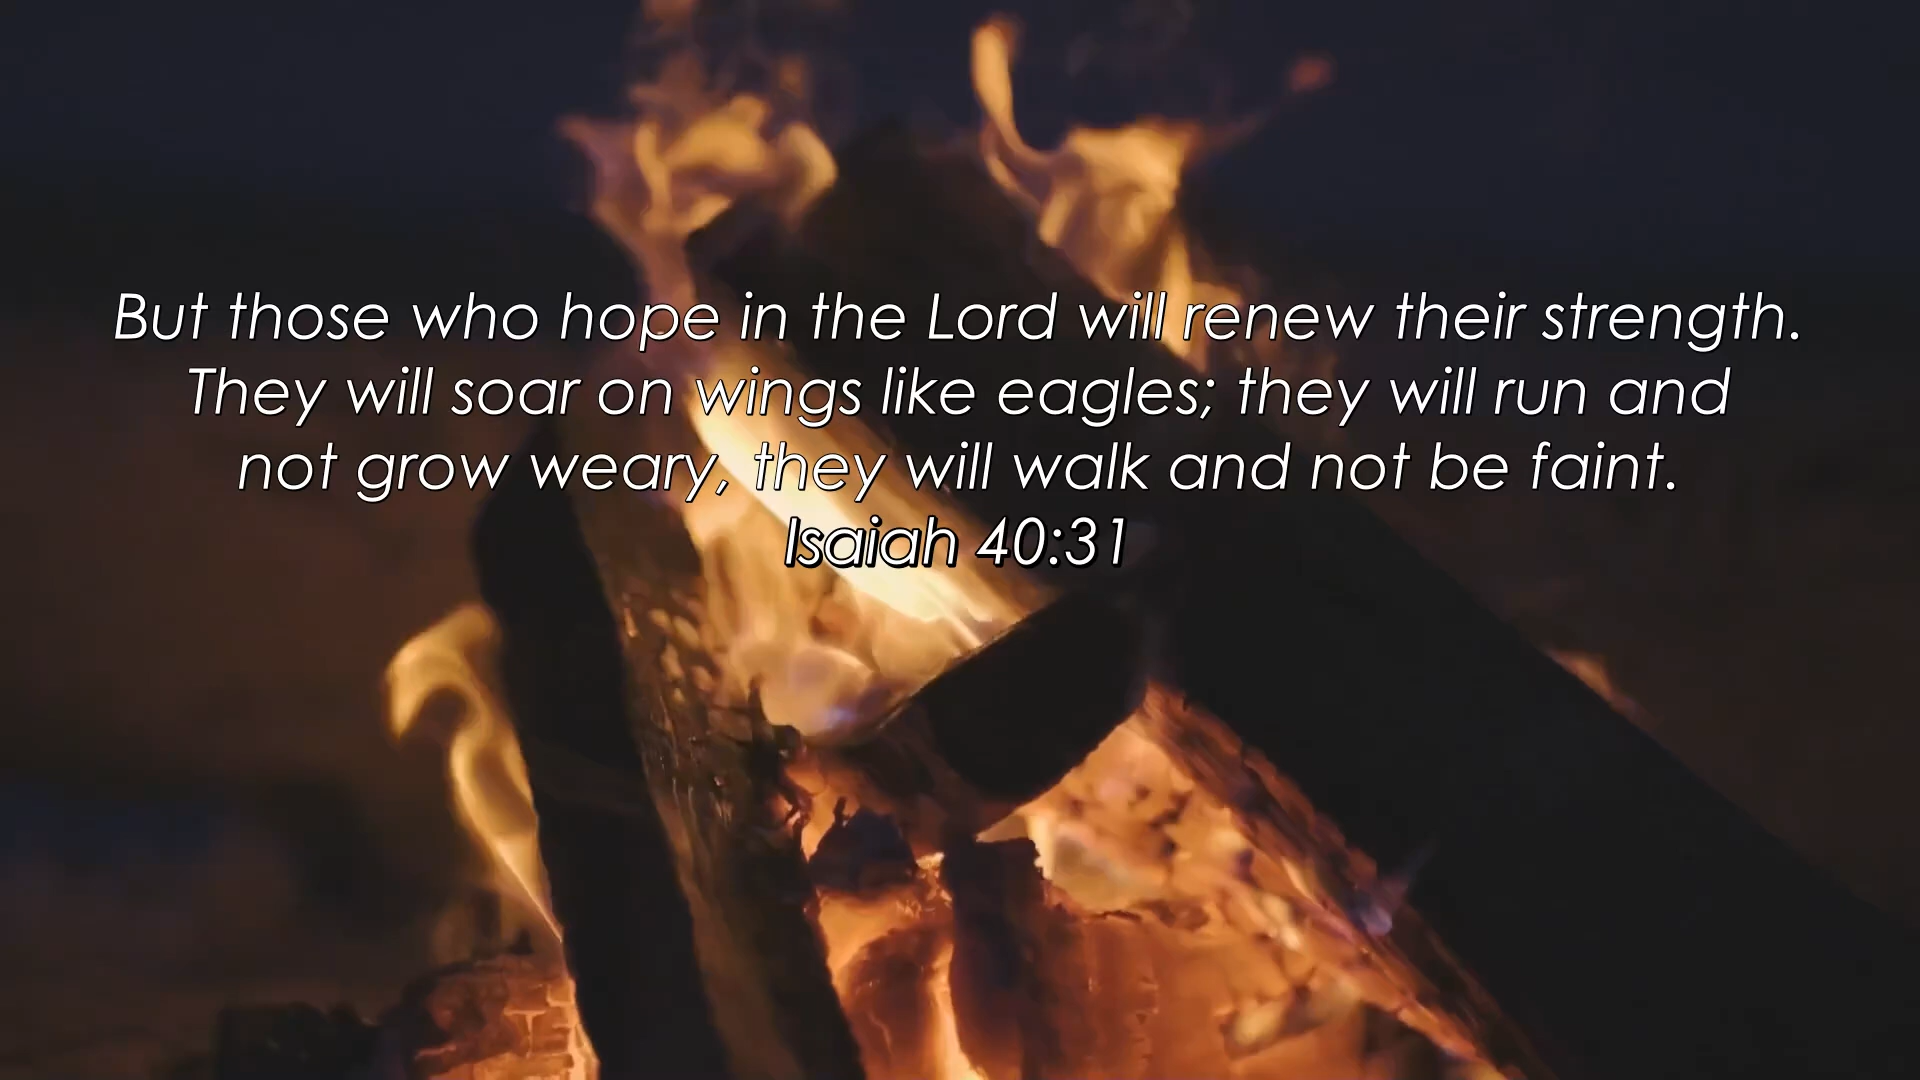 But those who hope in the Lord will renew their strength.
They will soar on wings like eagles; they will run and
not grow weary, they will walk and not be faint.
Isaiah 40:31